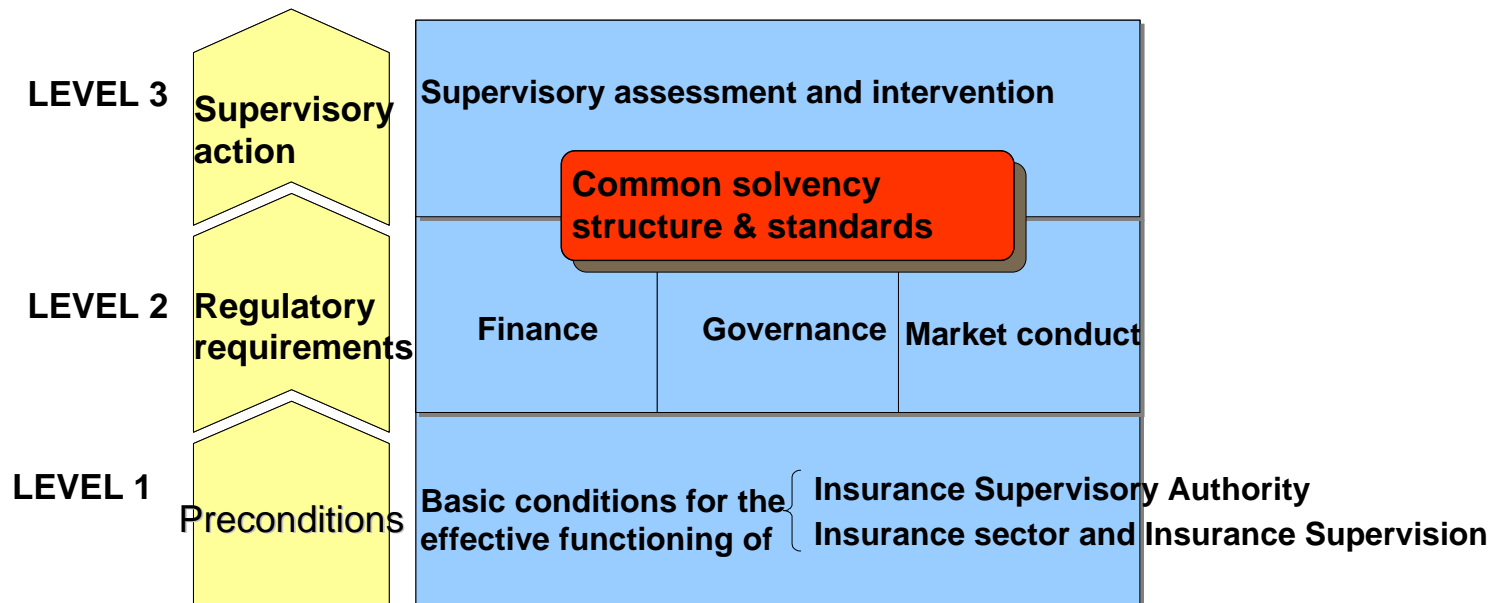 LEVEL 3
Supervisory
action
Supervisory assessment and intervention
Common solvency
structure & standards
LEVEL 2
Regulatory
requirements
Finance
Governance
Market conduct
LEVEL 1
Preconditions
Basic conditions for the
effective functioning of
Insurance Supervisory Authority
Insurance sector and Insurance Supervision